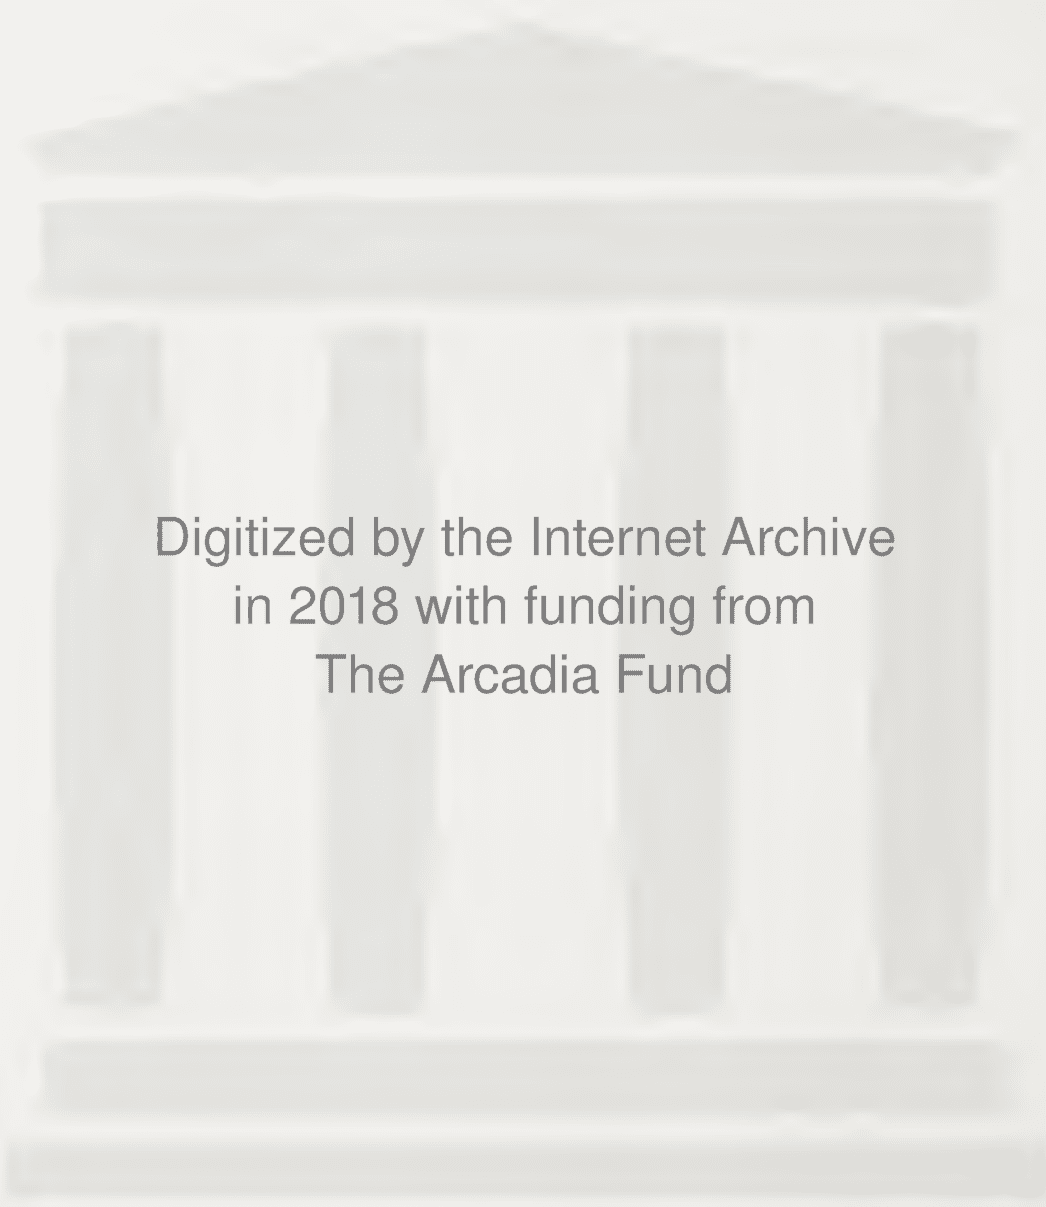 Digitized by the Internet Archive
in 2018 with funding from
The Arcadia Fund